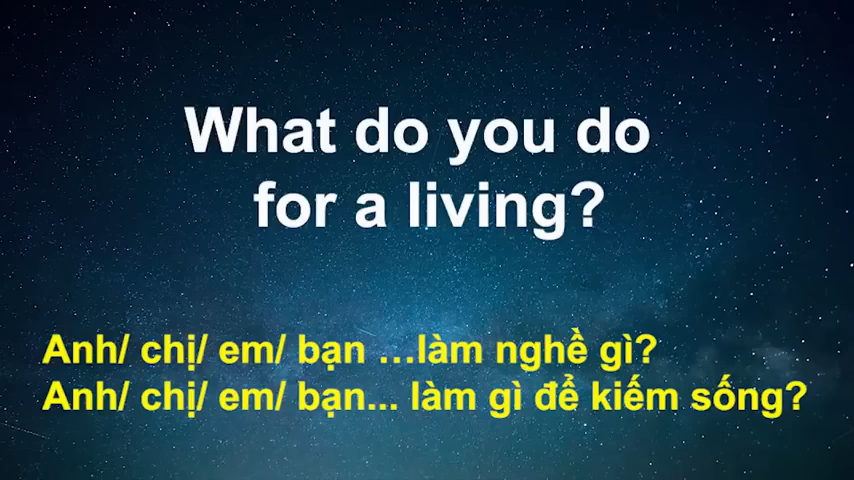 What do you do
for a living?
Anh/ chị/ em/ bạn ...làm nghề gì?
Anh/ chị/ em/ bạn... làm gì để kiếm sống?